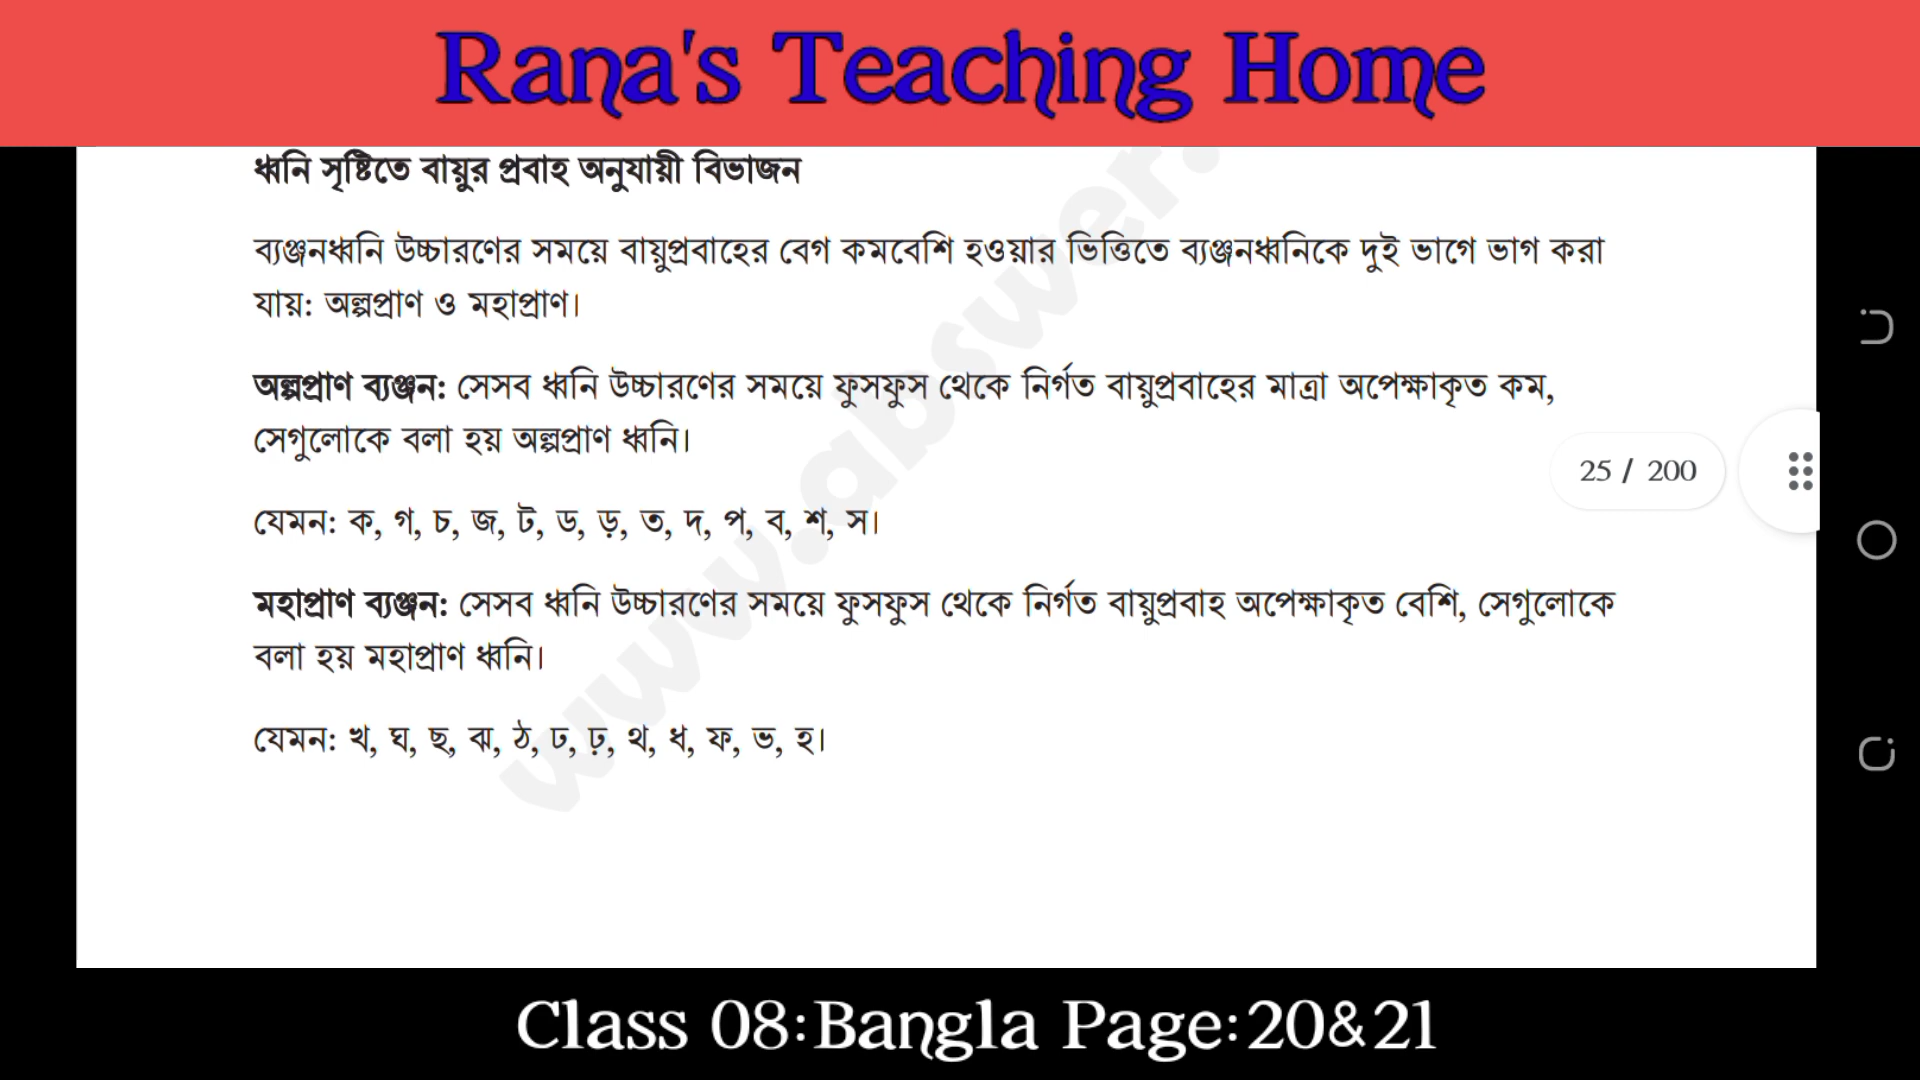 Rana's Teaching Home
ধ্বনি সৃষ্টিতে বায়ুর প্রবাহ অনুযায়ী বিভাজন
ব্যঞ্জনধ্বনি উচ্চারণের সময়ে বায়ুপ্রবাহের বেগ কমবেশি হওয়ার ভিত্তিতে ব্যঞ্জনধ্বনিকে দুই ভাগে ভাগ করা
যায়: অল্পপ্রাণ ও মহাপ্রাণ।
অল্পপ্রাণ ব্যঞ্জন: সেসব ধ্বনি উচ্চারণের সময়ে ফুসফুস থেকে নির্গত বায়ুপ্রবাহের মাত্রা অপেক্ষাকৃত কম,
সেগুলোকে বলা হয় অল্পপ্রাণ ধ্বনি।
25 / 200
যেমন: ক, গ, চ, জ, ট, ড, ড়, ত, দ, প, ব, শ, স।
মহাপ্রাণ ব্যঞ্জন: সেসব ধ্বনি উচ্চারণের সময়ে ফুসফুস থেকে নির্গত বায়ুপ্রবাহ অপেক্ষাকৃত বেশি, সেগুলোকে
বলা হয় মহাপ্রাণ ধ্বনি।
যেমন: খ, ঘ, ছ, ঝ, ঠ, ঢ, ঢ়, থ, ধ, ফ, ভ, হ।
www.abswer.
Class 08:Bangla Page:20&21